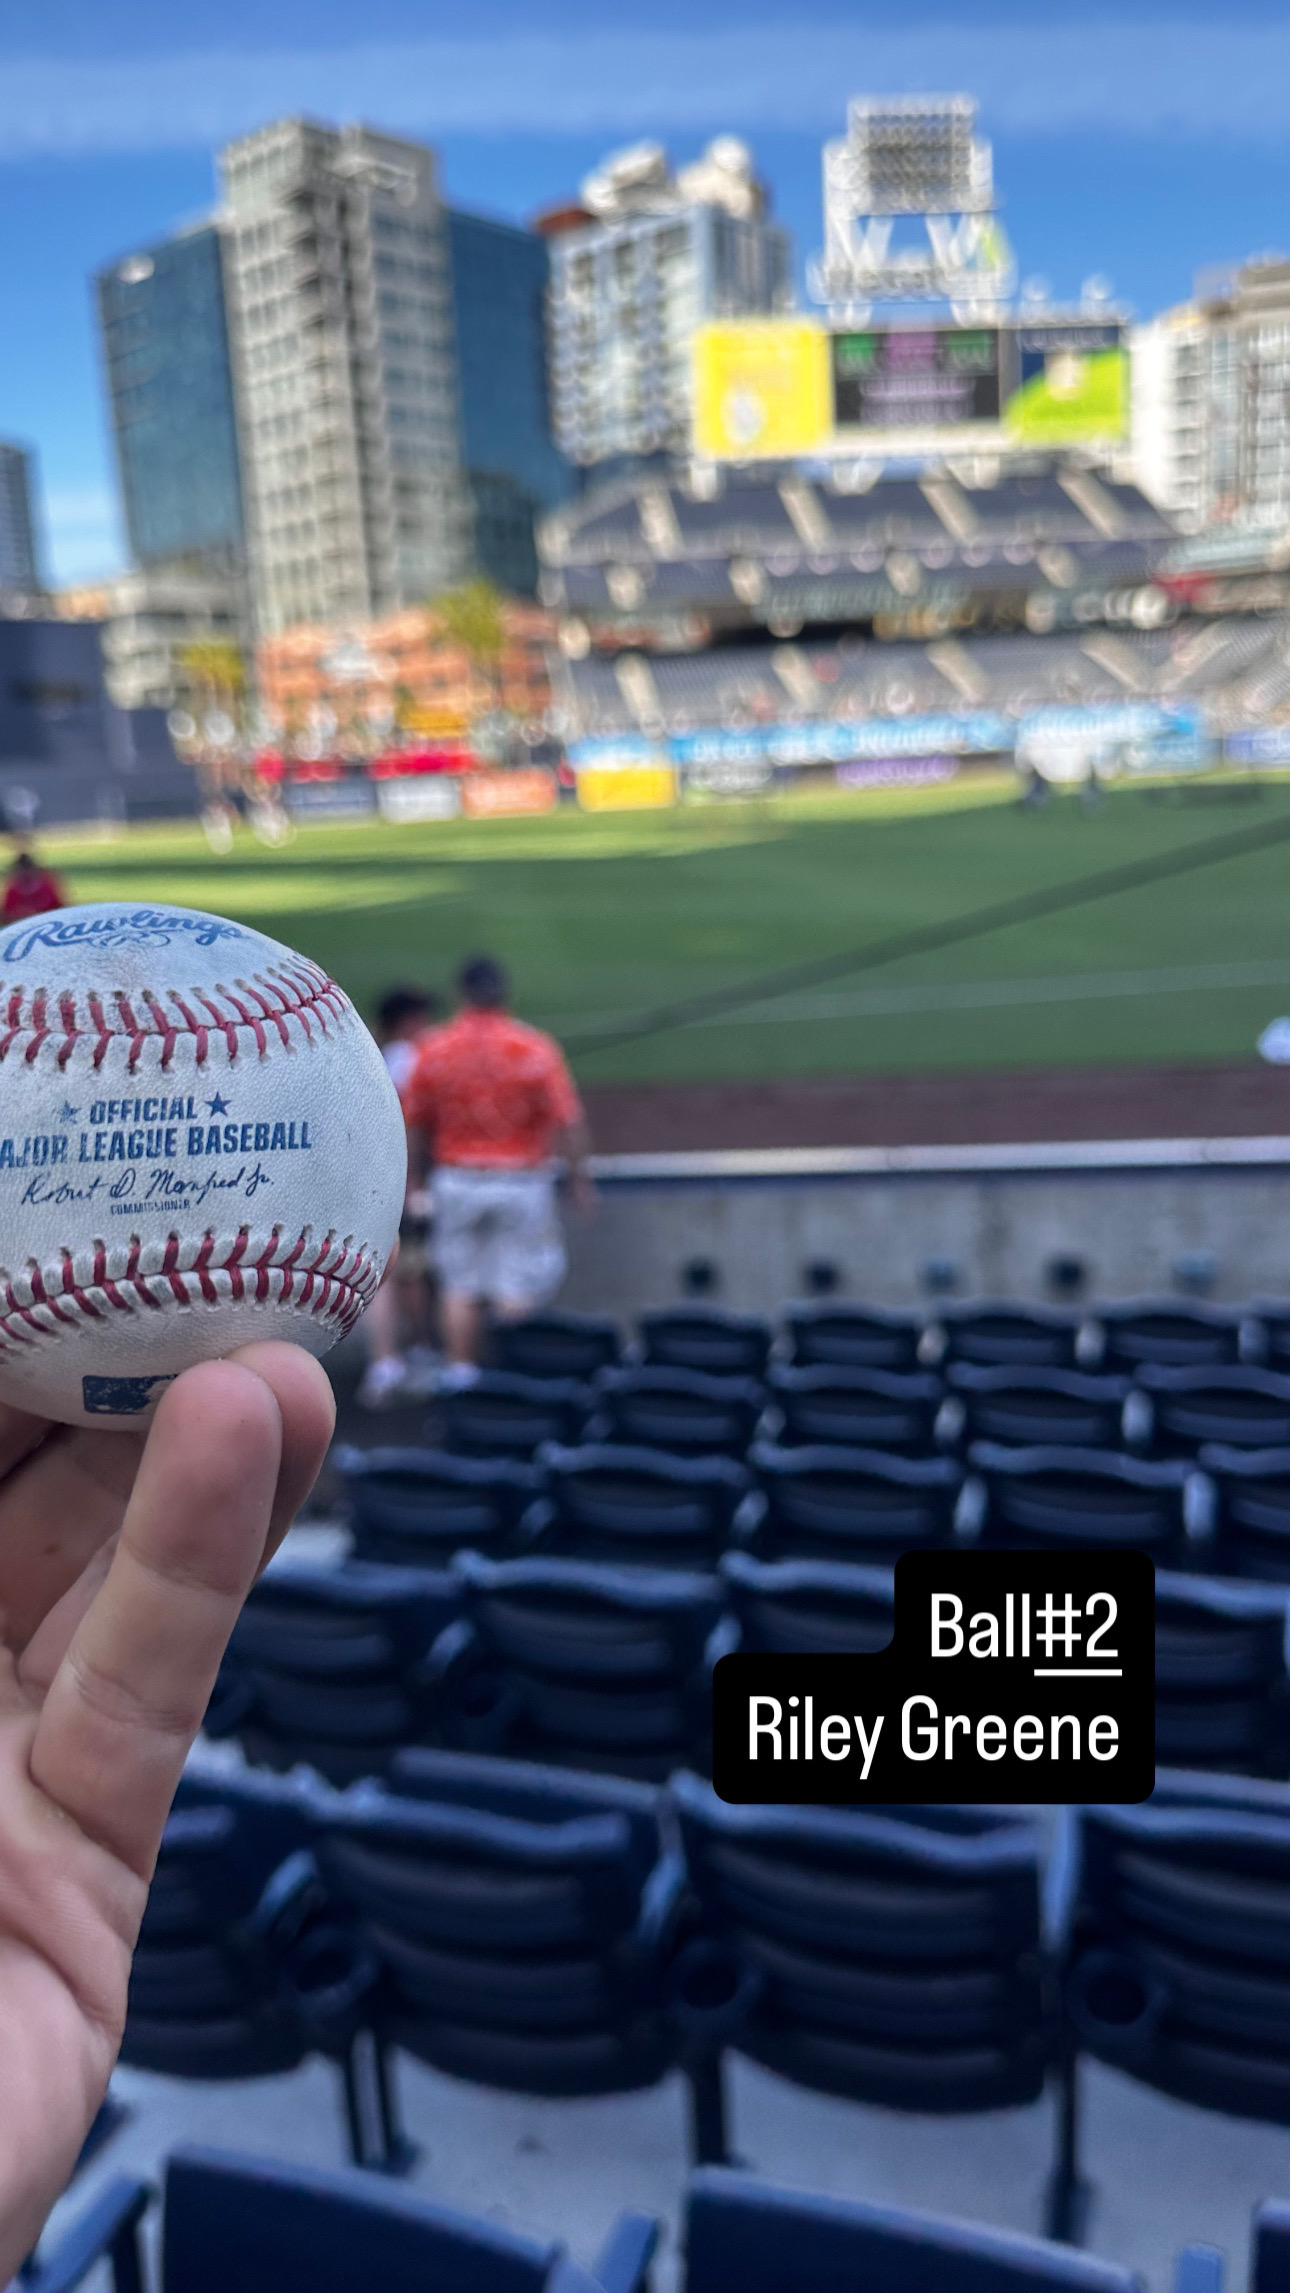 Rawlings
★ OFFICIAL ★
AJOR LEAGUE BASEBALL
Robert D. Manfred Jr.
COMMISSIONER
Ball#2
Riley Greene